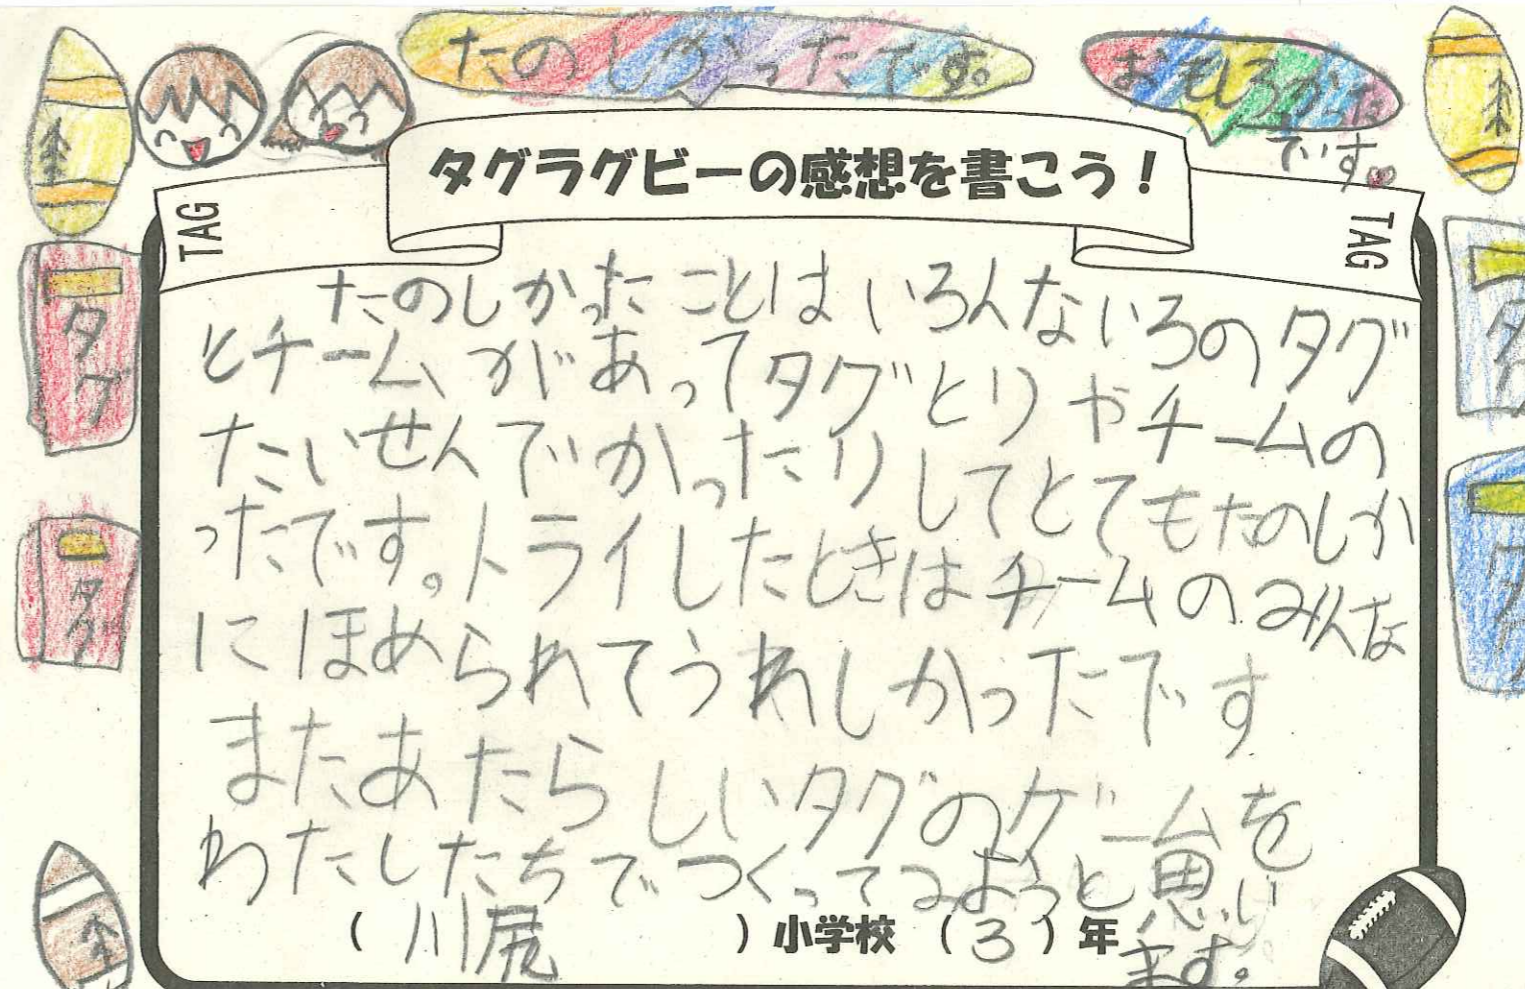 たのしかったです。
おもしろかった
です。
タグラグビーの感想を書こう!
TAG
TAG
たのしかったことはいろんないろのタグ
とチームがあってタグとりやチームの
たいせんでかったりしてとてもたのしか
ったです。トライしたときはチームのみんな
にほめられてうれしかったです
またあたらしいタグのゲームを
わたしたちでつくってみようと思い
ます。
(川尻)小学校(3)年
タグ
タグ
タグ
タグ